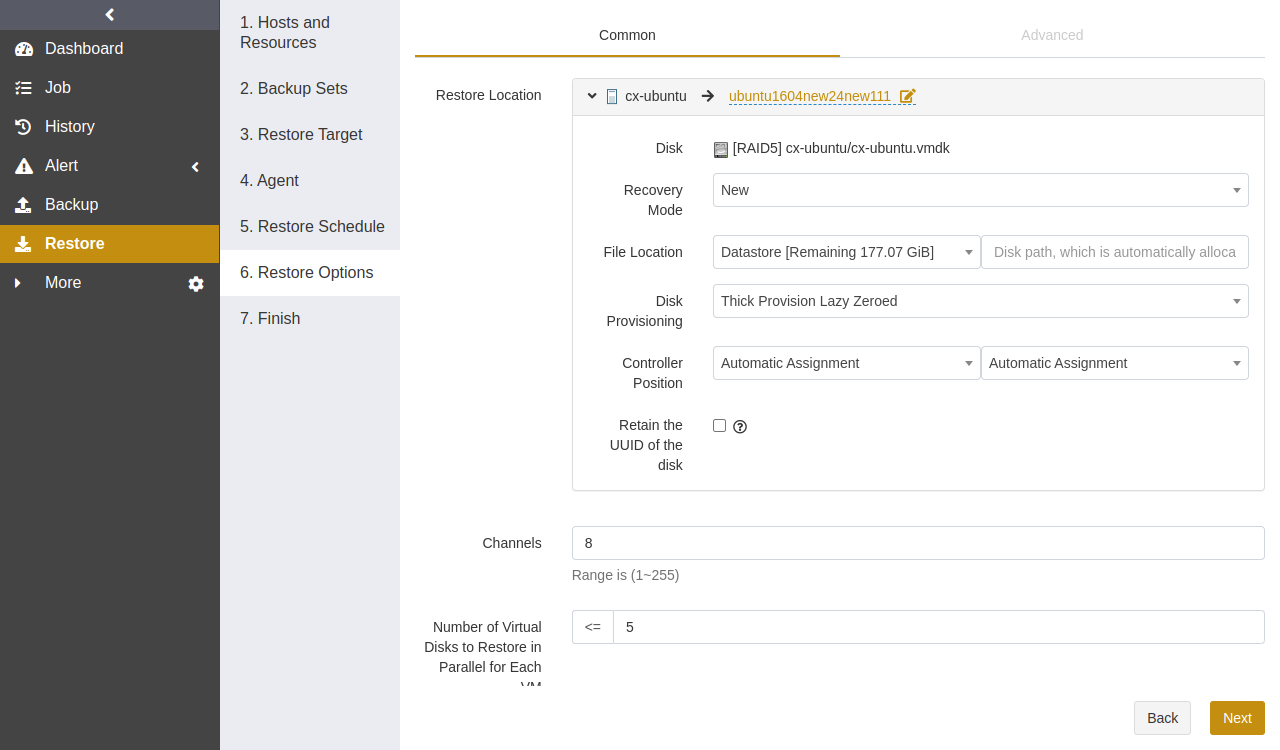 Dashboard
Job
History
Alert
Backup
Restore
More
1. Hosts and
Resources
2. Backup Sets
3. Restore Target
4. Agent
5. Restore Schedule
6. Restore Options
7. Finish
Common
Advanced
Restore Location
cx-ubuntu
ubuntu1604new24new111
Disk
[RAID5] cx-ubuntu/cx-ubuntu.vmdk
Recovery
Mode
New
File Location
Datastore [Remaining 177.07 GiB]
Disk path, which is automatically alloca
Disk
Provisioning
Thick Provision Lazy Zeroed
Controller
Position
Automatic Assignment
Automatic Assignment
Retain the
UUID of the
disk
Channels
8
Range is (1~255)
Number of Virtual
Disks to Restore in
Parallel for Each
VM
<=
5
Back
Next